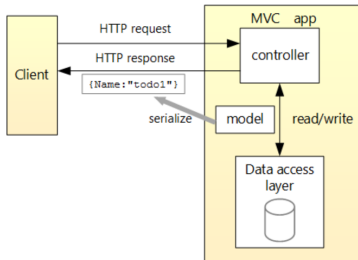 MVC app
HTTP request
HTTP response
controller
Client
{Name:"todo1"}
serialize
model
read/write
Data access
layer